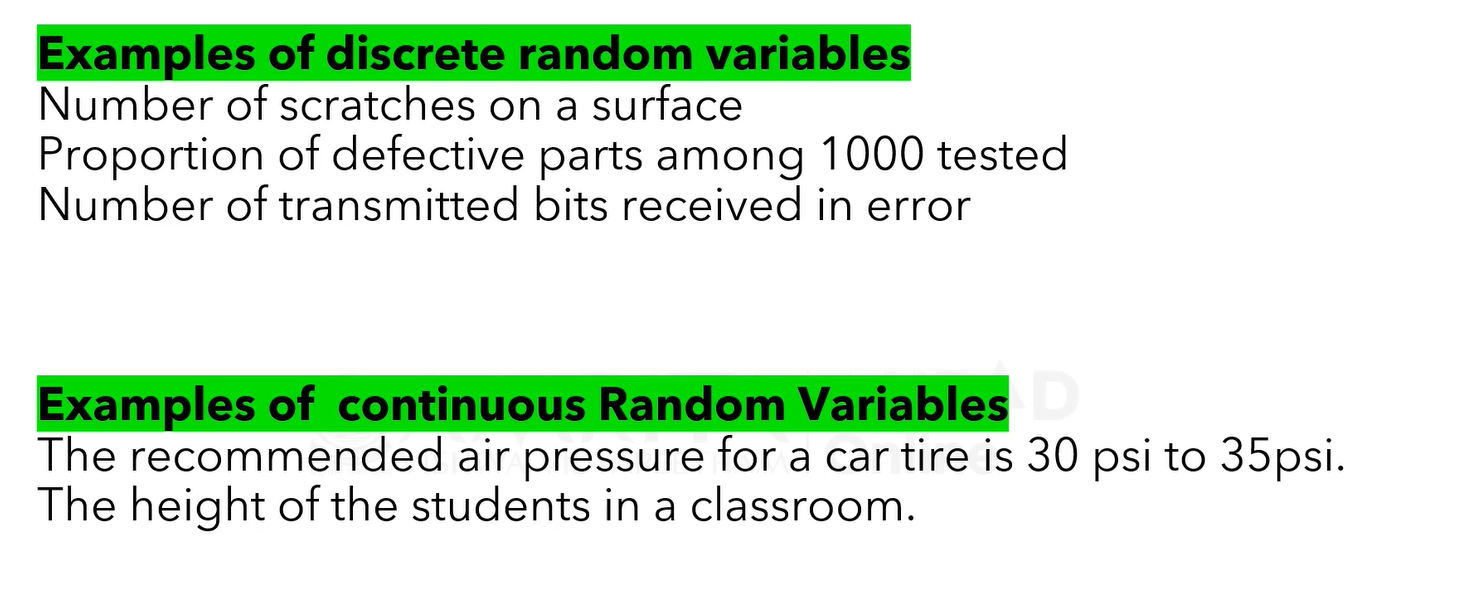 Examples of discrete random variables
Number of scratches on a surface
Proportion of defective parts among 1000 tested
Number of transmitted bits received in error
Examples of  continuous Random Variables
The recommended air pressure for a car tire is 30 psi to 35psi.
The height of the students in a classroom.